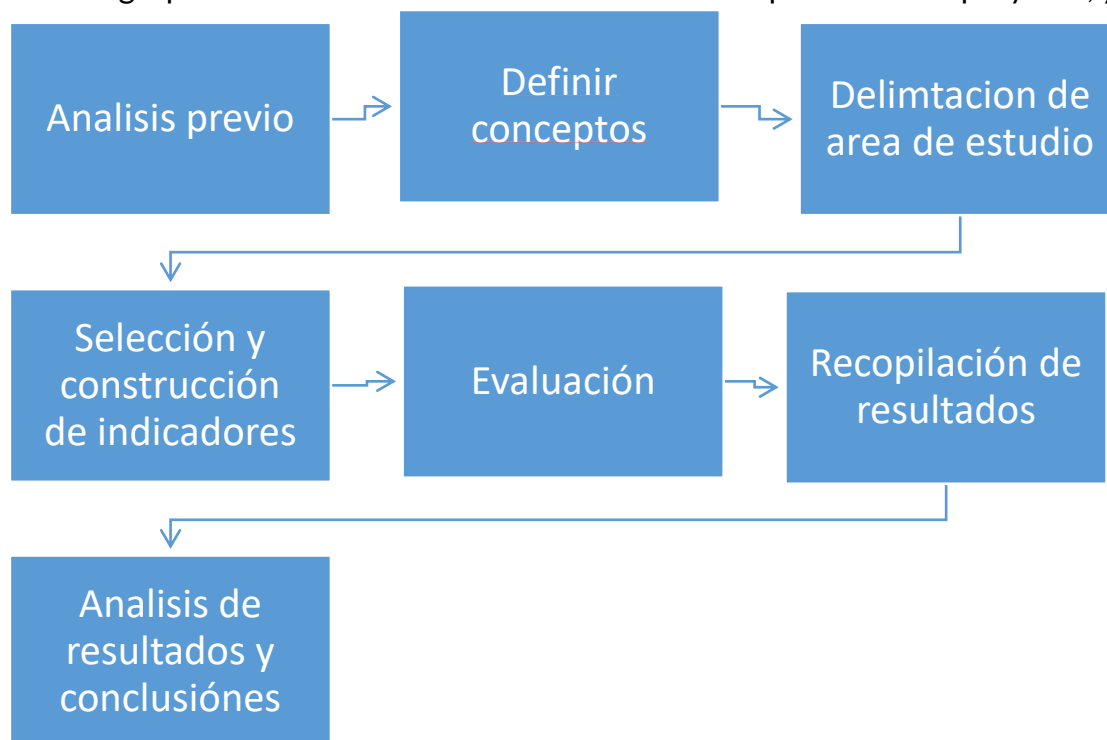 Analisis previo
Definir
conceptos
Delimtacion de
area de estudio
Selección y
construcción
de indicadores
Evaluación
Recopilación de
resultados
Analisis de
resultados y
conclusiónes